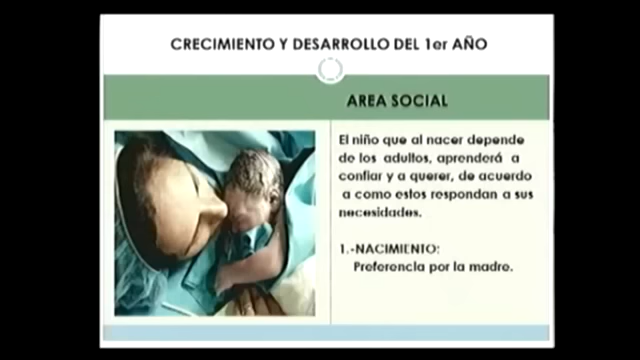 CRECIMIENTO Y DESARROLLO DEL 1er AÑO
AREA SOCIAL
El niño que al nacer depende
de los adultos, aprenderá a
confiar y a querer, de acuerdo
a como estos respondan a sus
necesidades.
1.-NACIMIENTO:
Preferencia por la madre.